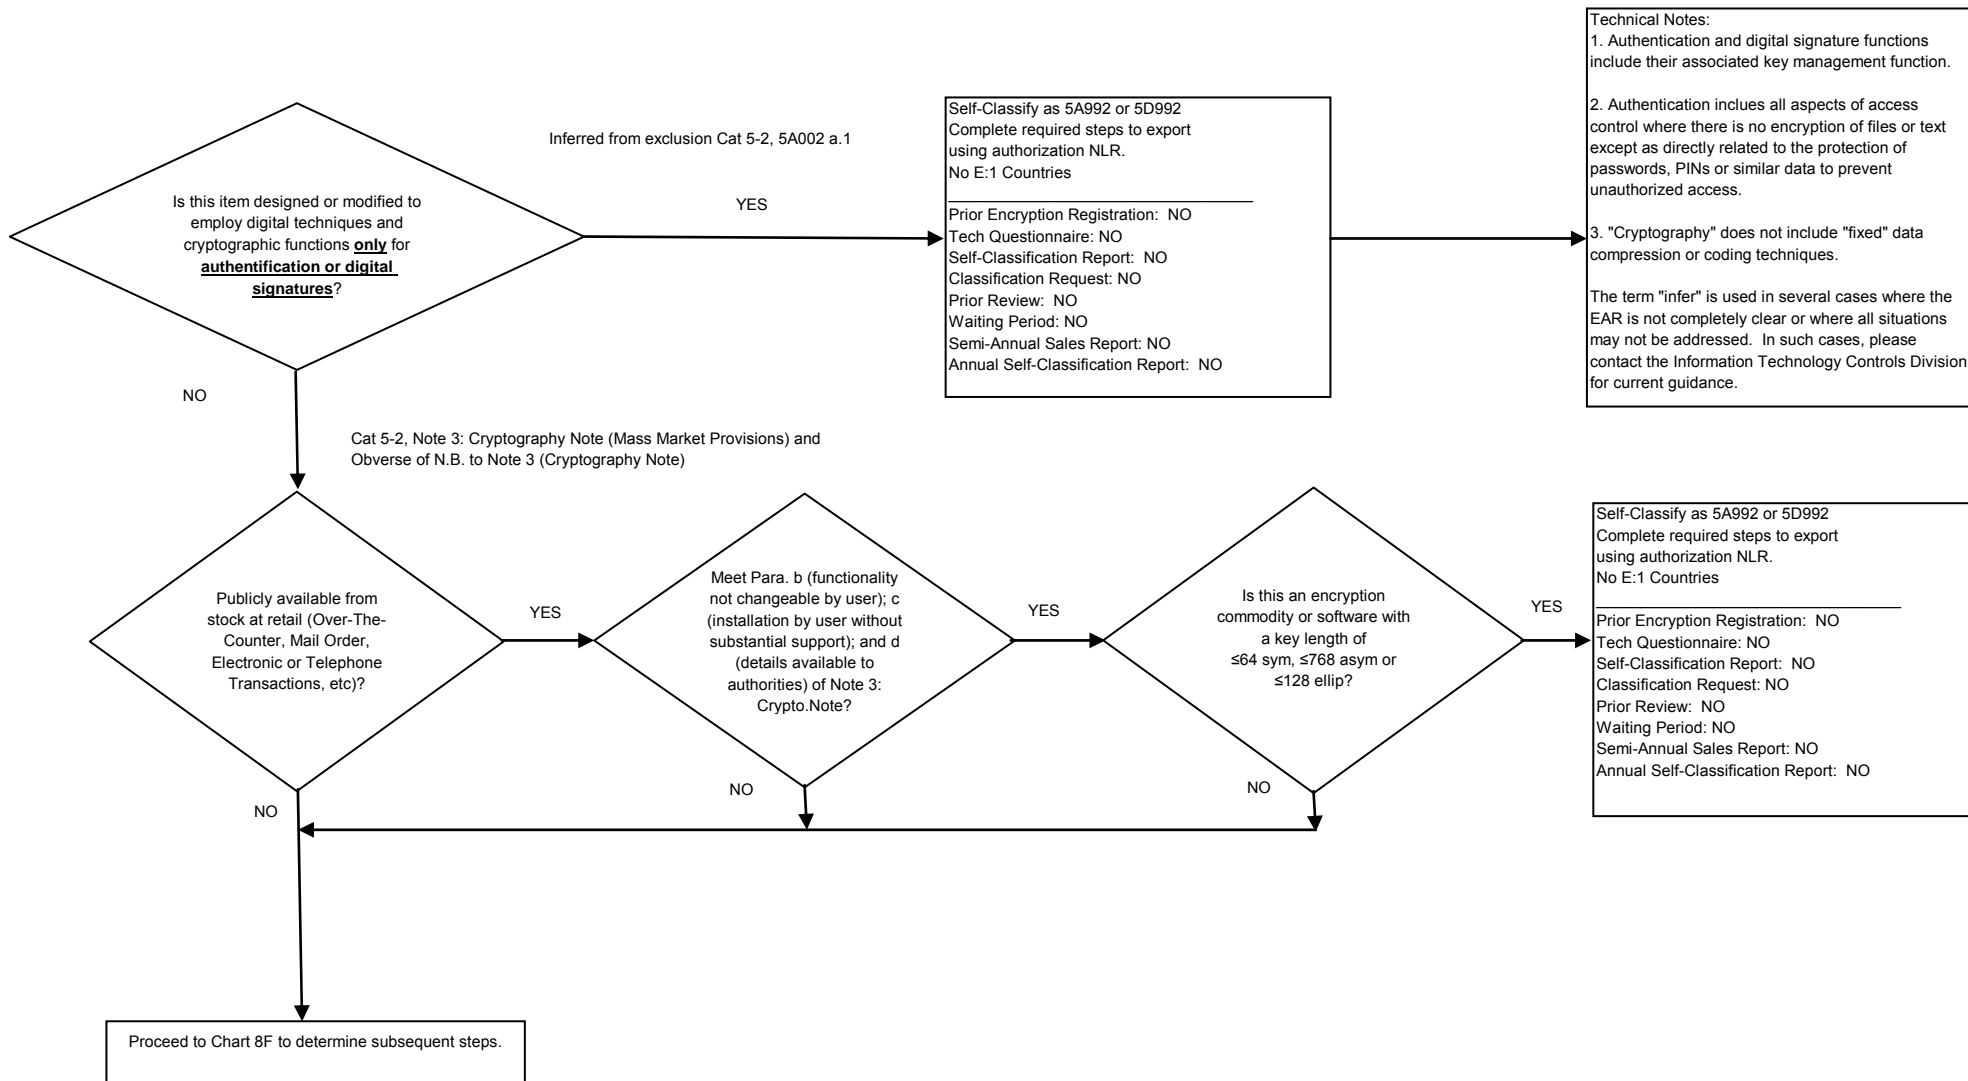 Is this item designed or modified to
employ digital techniques and
cryptographic functions only for
authentification or digital
signatures?
Inferred from exclusion Cat 5-2, 5A002 a.1
YES
Self-Classify as 5A992 or 5D992
Complete required steps to export
using authorization NLR.
No E:1 Countries
Prior Encryption Registration:  NO
Tech Questionnaire: NO
Self-Classification Report:  NO
Classification Request: NO
Prior Review:  NO
Waiting Period: NO
Semi-Annual Sales Report: NO
Annual Self-Classification Report:  NO
Technical Notes:
1. Authentication and digital signature functions
include their associated key management function.
2. Authentication inclues all aspects of access
control where there is no encryption of files or text
except as directly related to the protection of
passwords, PINs or similar data to prevent
unauthorized access.
3. "Cryptography" does not include "fixed" data
compression or coding techniques.
The term "infer" is used in several cases where the
EAR is not completely clear or where all situations
may not be addressed.  In such cases, please
contact the Information Technology Controls Division
for current guidance.
NO
Cat 5-2, Note 3: Cryptography Note (Mass Market Provisions) and
Obverse of N.B. to Note 3 (Cryptography Note)
Publicly available from
stock at retail (Over-The-
Counter, Mail Order,
Electronic or Telephone
Transactions, etc)?
YES
Meet Para. b (functionality
not changeable by user); c
(installation by user without
substantial support); and d
(details available to
authorities) of Note 3:
Crypto.Note?
YES
Is this an encryption
commodity or software with
a key length of
≤64 sym, ≤768 asym or
≤128 ellip?
YES
Self-Classify as 5A992 or 5D992
Complete required steps to export
using authorization NLR.
No E:1 Countries
Prior Encryption Registration:  NO
Tech Questionnaire: NO
Self-Classification Report:  NO
Classification Request: NO
Prior Review:  NO
Waiting Period: NO
Semi-Annual Sales Report: NO
Annual Self-Classification Report:  NO
NO
NO
NO
Proceed to Chart 8F to determine subsequent steps.